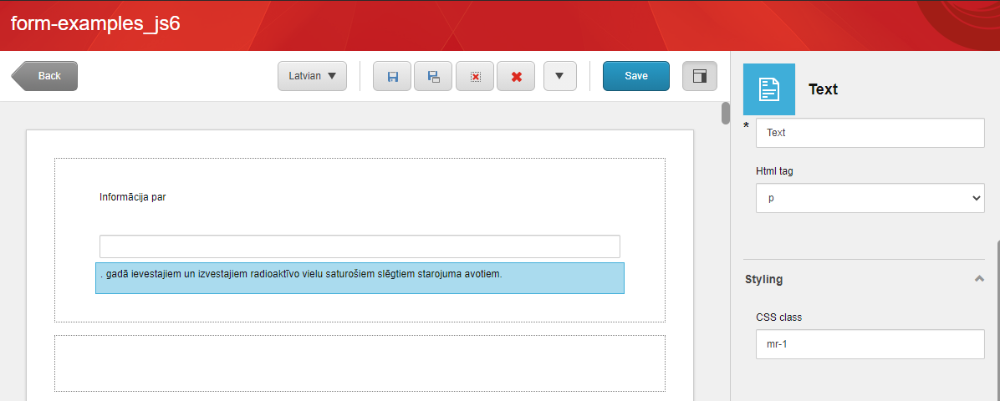 form-examples_js6
Back
Latvian
Save
Text
* Text
Html tag
p
Informācija par
. gadā ievestajiem un izvestajiem radioaktīvo vielu saturošiem slēgtiem starojuma avotiem.
Styling
CSS class
mr-1